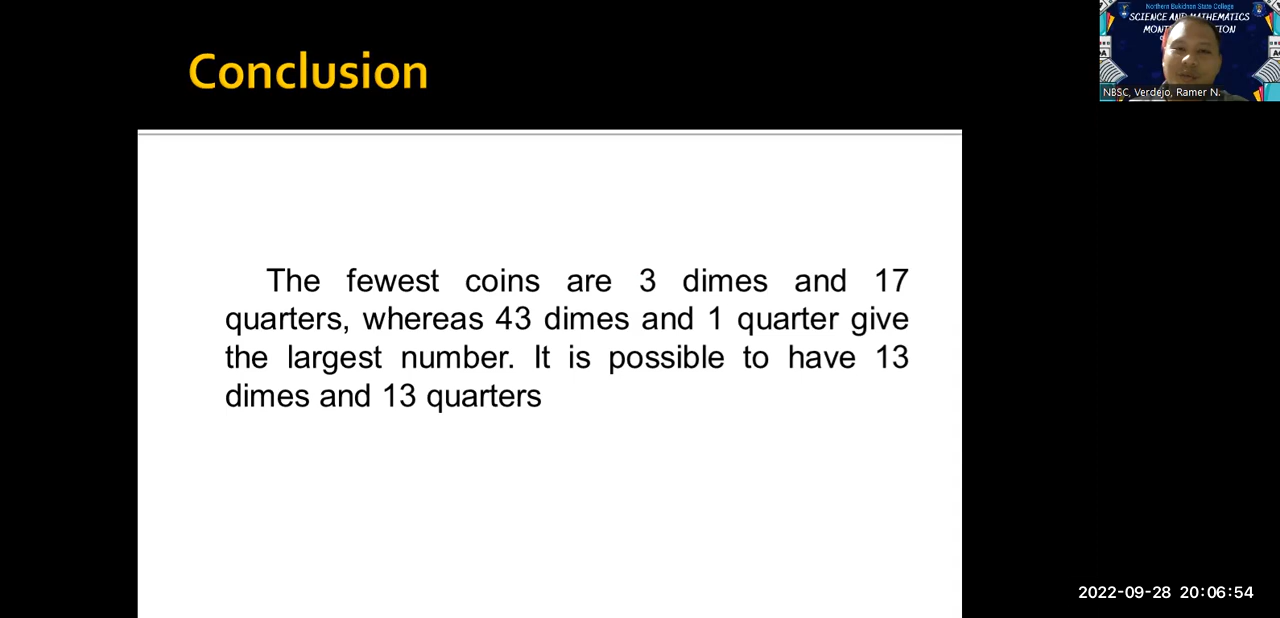 Conclusion
The fewest coins are 3 dimes and 17
quarters, whereas 43 dimes and 1 quarter give
the largest number. It is possible to have 13
dimes and 13 quarters
Northern Bukidnon State College
SCIENCE AND MATHEMATICS
NBSC, Verdejo, Ramer N.
2022-09-28 20:06:54